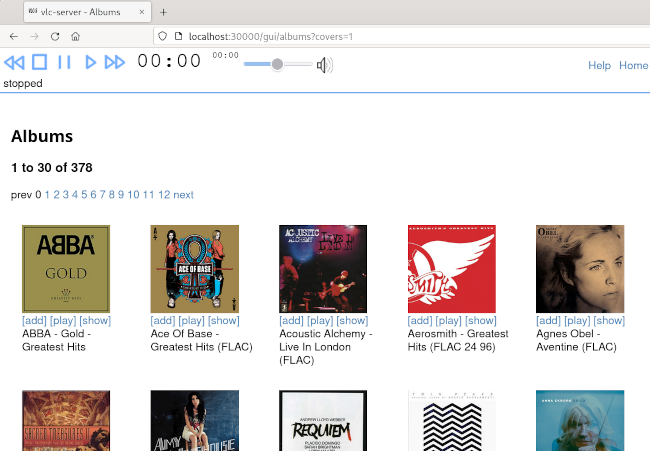 vlc-server - Albums
localhost:30000/gui/albums?covers=1
00:00 00:00
Help Home
stopped
Albums
1 to 30 of 378
prev 0 1 2 3 4 5 6 7 8 9 10 11 12 next
ABBA
GOLD
GREATEST HITS
ACE OF BASE
ACOUSTIC
ALCHEMY
AEROSMITH'S GREATEST HITS
AGNES
OBEL
[add] [play] [show] [add] [play] [show] [add] [play] [show] [add] [play] [show] [add] [play] [show]
ABBA - Gold - Greatest Hits
Ace Of Base - Greatest Hits (FLAC)
Acoustic Alchemy - Live In London (FLAC)
Aerosmith - Greatest Hits (FLAC 24 96)
Agnes Obel - Aventine (FLAC)
AMY
ANDREW LLOYD WEBBER
REQUIEM
PLACIDO DOMINGO
SARAH BRIGHTMAN